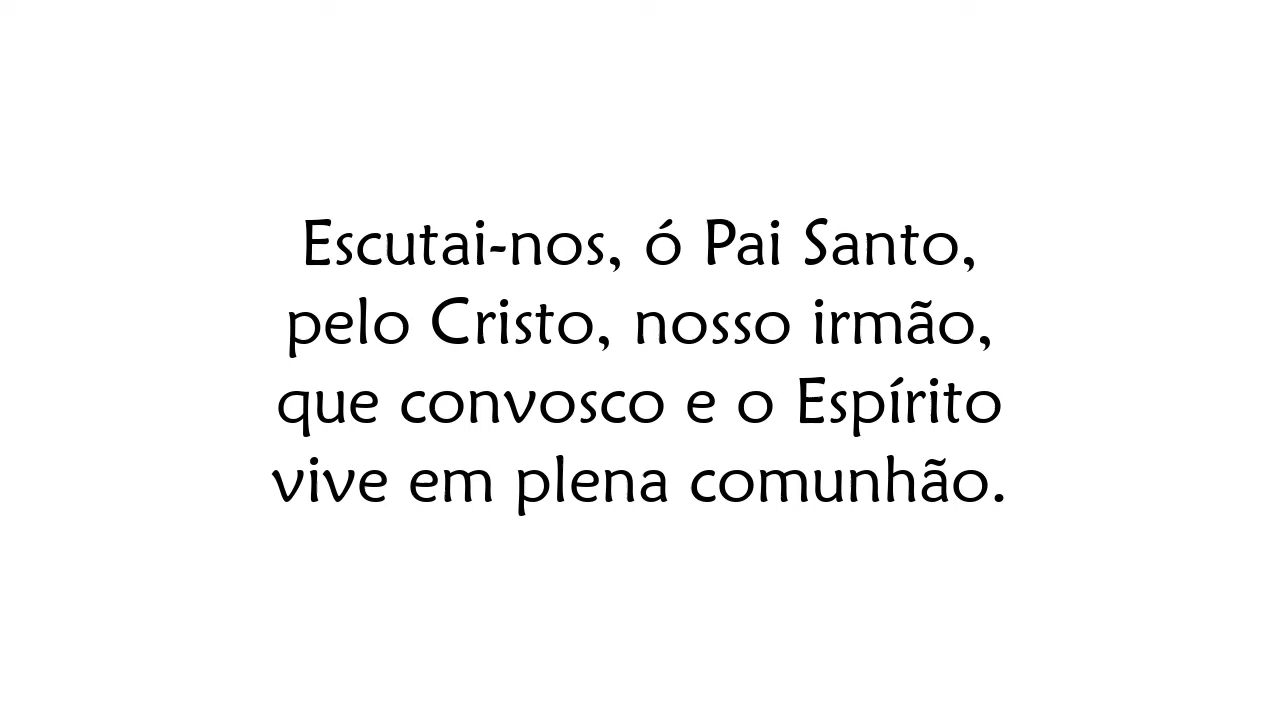 Escutai-nos, ó Pai Santo,
pelo Cristo, nosso irmão,
que convosco e o Espírito
vive em plena comunhão.